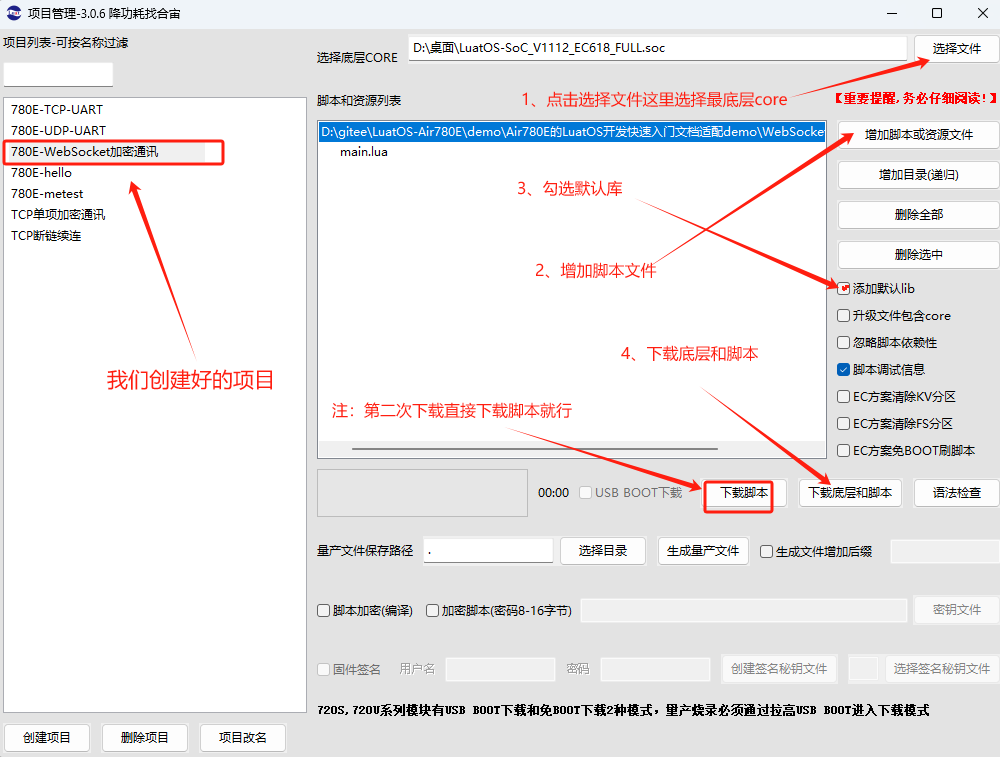 项目管理-3.0.6 降功耗找合宙
项目列表-可按名称过滤
780E-TCP-UART
780E-UDP-UART
780E-WebSocket加密通讯
780E-hello
780E-metest
TCP单项加密通讯
TCP断链续连
我们创建好的项目
创建项目 删除项目 项目改名
选择底层CORE D:\桌面\LuatOS-SoC_V1112_EC618_FULL.soc 选择文件
脚本和资源列表
1、点击选择文件这里选择最底层core
【重要提醒,务必仔细阅读!】
D:\gitee\LuatOS-Air780E\demo\Air780E的LuatOS开发快速入门文档适配demo\WebSocket
main.lua
3、勾选默认库
2、增加脚本文件
4、下载底层和脚本
注：第二次下载直接下载脚本就行
增加脚本或资源文件
增加目录(递归)
删除全部
删除选中
添加默认lib
升级文件包含core
忽略脚本依赖性
脚本调试信息
EC方案清除KV分区
EC方案清除FS分区
EC方案免BOOT刷脚本
00:00 USB BOOT下载 下载脚本 下载底层和脚本 语法检查
量产文件保存路径 . 选择目录 生成量产文件 生成文件增加后缀
脚本加密(编译) 加密脚本(密码8-16字节) 密钥文件
固件签名 用户名 密码 创建签名秘钥文件 选择签名秘钥文件
720S,720U系列模块有USB BOOT下载和免BOOT下载2种模式，量产烧录必须通过拉高USB BOOT进入下载模式